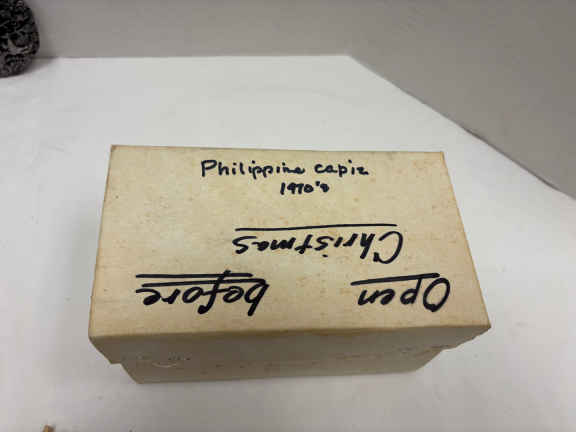 Philippine capiz
1970's
Open before
Christmas